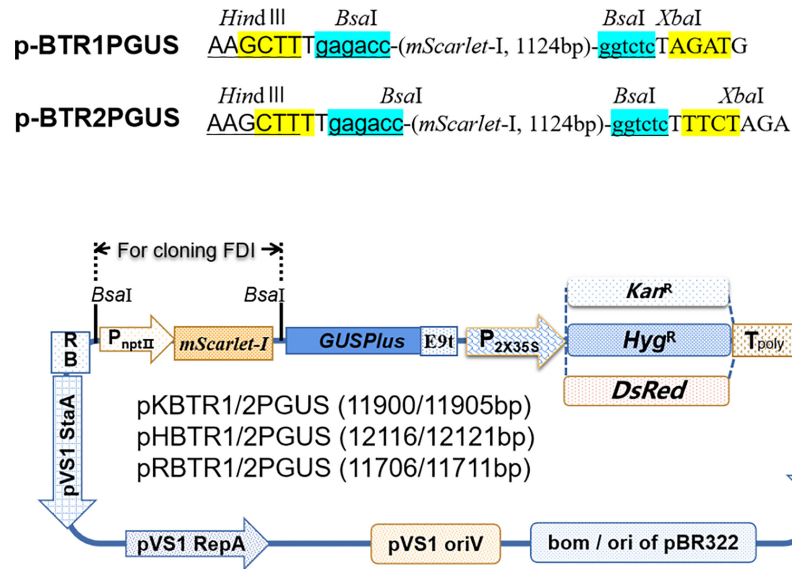 HindIII BsaI BsaI XbaI
p-BTR1PGUS AAGCTTTgagacc-(mScarlet-I, 1124bp)-ggtctcTAGATG
HindIII BsaI BsaI XbaI
p-BTR2PGUS AAGCTTTTgagacc-(mScarlet-I, 1124bp)-ggtctcTTTCTAGA
For cloning FDI
BsaI BsaI
KanR
RB PnptII mScarlet-I GUSPlus E9t P2X35S HygR Tpoly
DsRed
pVS1 StaA
pKBTR1/2PGUS (11900/11905bp)
pHBTR1/2PGUS (12116/12121bp)
pRBTR1/2PGUS (11706/11711bp)
pVS1 RepA pVS1 oriV bom / ori of pBR322